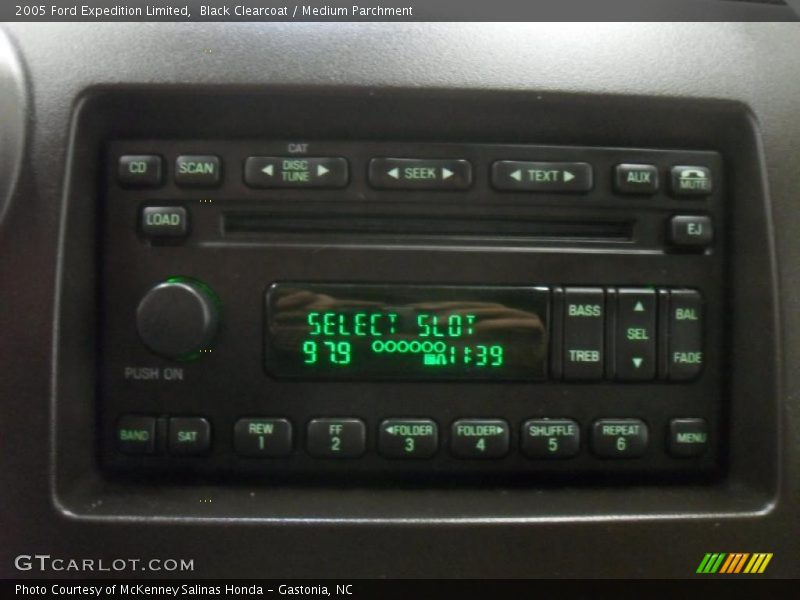 2005 Ford Expedition Limited, Black Clearcoat / Medium Parchment
CAT
CD SCAN ◄ DISC TUNE ► ◄ SEEK ► ◄ TEXT ► AUX MUTE
LOAD EJ
SELECT SLOT
979 11:39
BASS ▲ BAL
SEL
TREB ▼ FADE
PUSH ON
BAND SAT REW 1 FF 2 ◄FOLDER 3 FOLDER► 4 SHUFFLE 5 REPEAT 6 MENU
GTCARLOT.COM
Photo Courtesy of McKenney Salinas Honda - Gastonia, NC